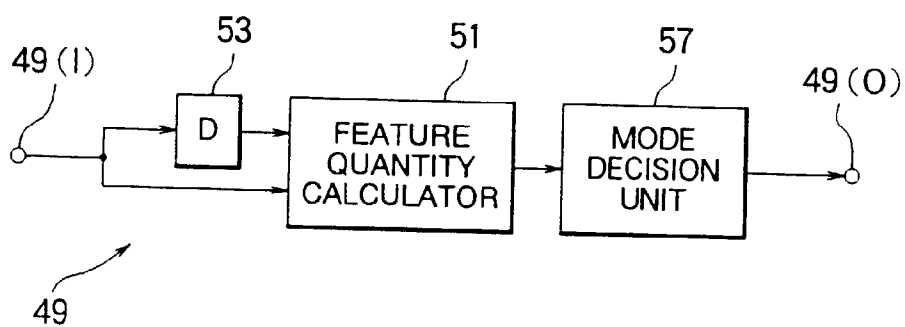 53
51
57
49(I)
49(O)
D
FEATURE
QUANTITY
CALCULATOR
MODE
DECISION
UNIT
49